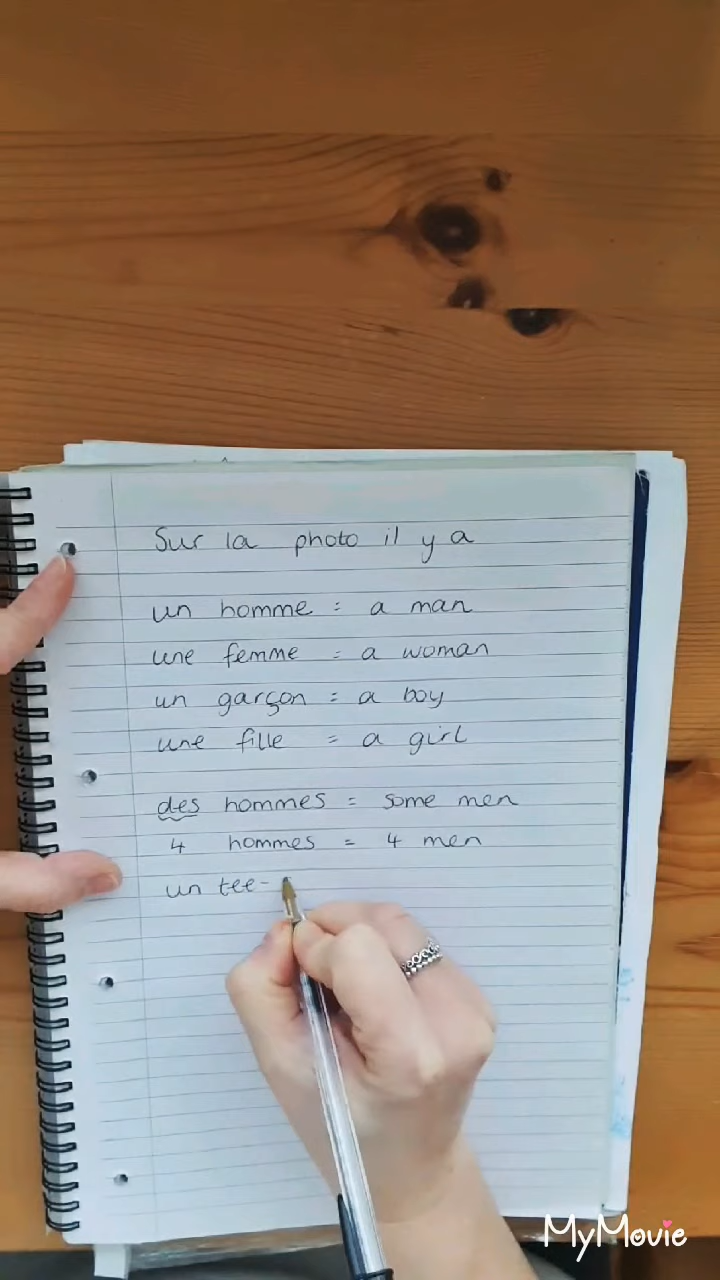 Sur la photo il y a
un homme = a man
une femme = a woman
un garçon = a boy
une fille = a girl
des hommes = some men
4 hommes = 4 men
un tee-
MyMovie